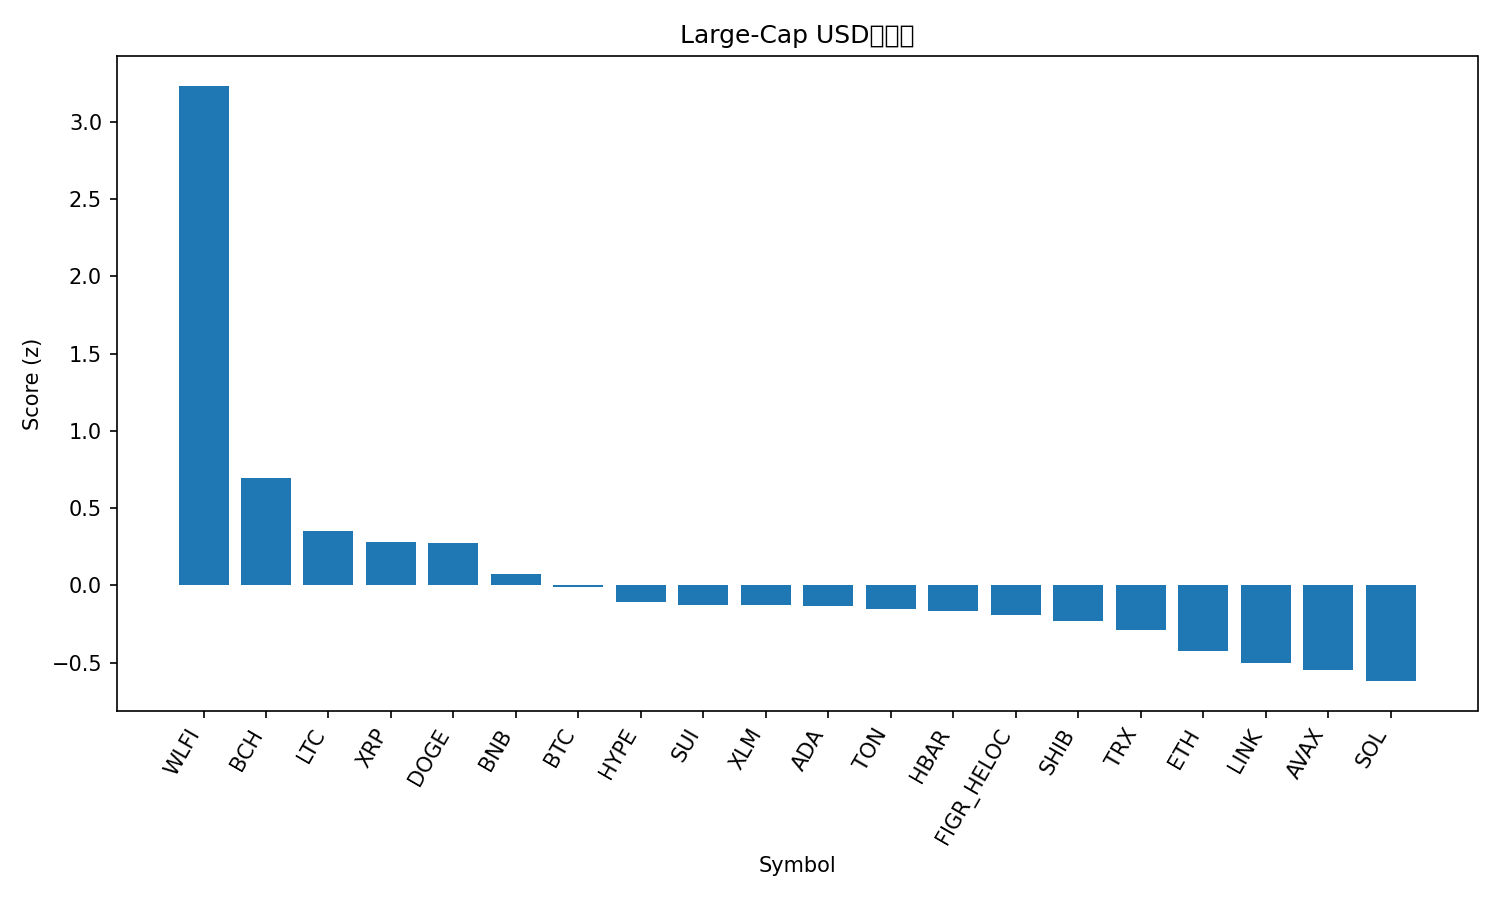 Large-Cap USD
Score (z)
3.0
2.5
2.0
1.5
1.0
0.5
0.0
−0.5
WLFI
BCH
LTC
XRP
DOGE
BNB
BTC
HYPE
SUI
XLM
ADA
TON
HBAR
FIGR_HELOC
SHIB
TRX
ETH
LINK
AVAX
SOL
Symbol